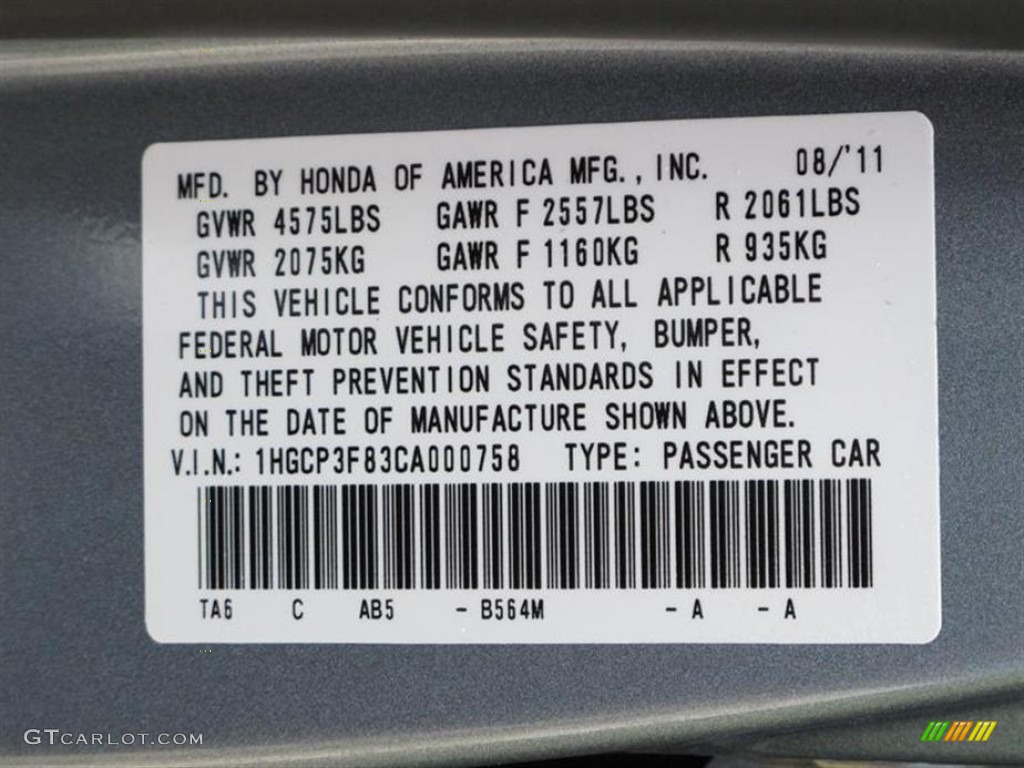 MFD. BY HONDA OF AMERICA MFG., INC. 08/'11
GVWR 4575LBS GAWR F 2557LBS R 2061LBS
GVWR 2075KG GAWR F 1160KG R 935KG
THIS VEHICLE CONFORMS TO ALL APPLICABLE
FEDERAL MOTOR VEHICLE SAFETY, BUMPER,
AND THEFT PREVENTION STANDARDS IN EFFECT
ON THE DATE OF MANUFACTURE SHOWN ABOVE.
V.I.N.: 1HGCP3F83CA000758 TYPE: PASSENGER CAR
TA6 C AB5 - B564M - A - A
GTCARLOT.COM